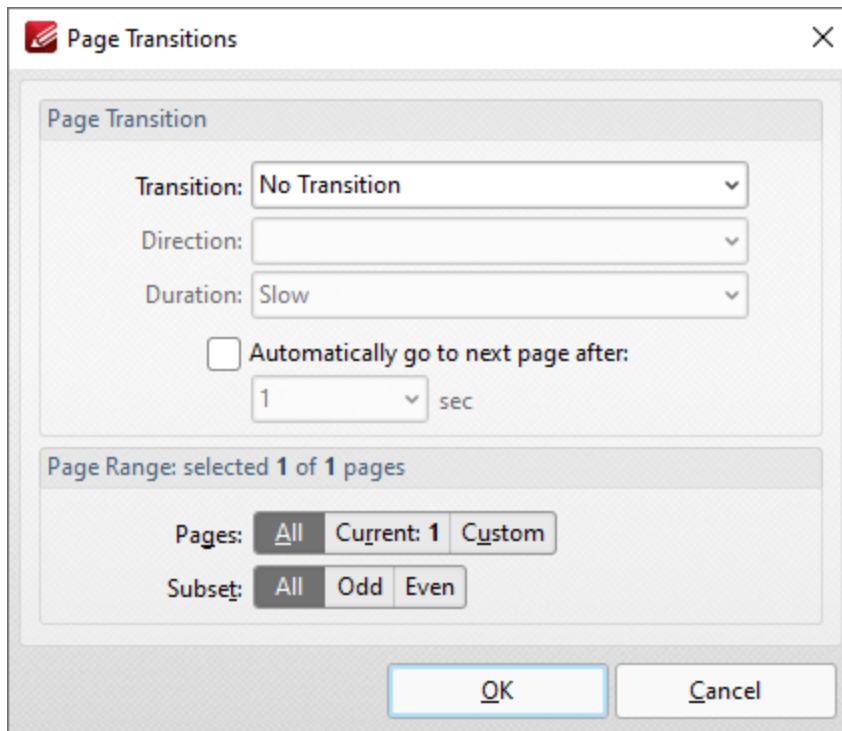 Page Transitions
Page Transition
Transition: No Transition
Direction:
Duration: Slow
Automatically go to next page after:
1 sec
Page Range: selected 1 of 1 pages
Pages: All Current: 1 Custom
Subset: All Odd Even
OK Cancel